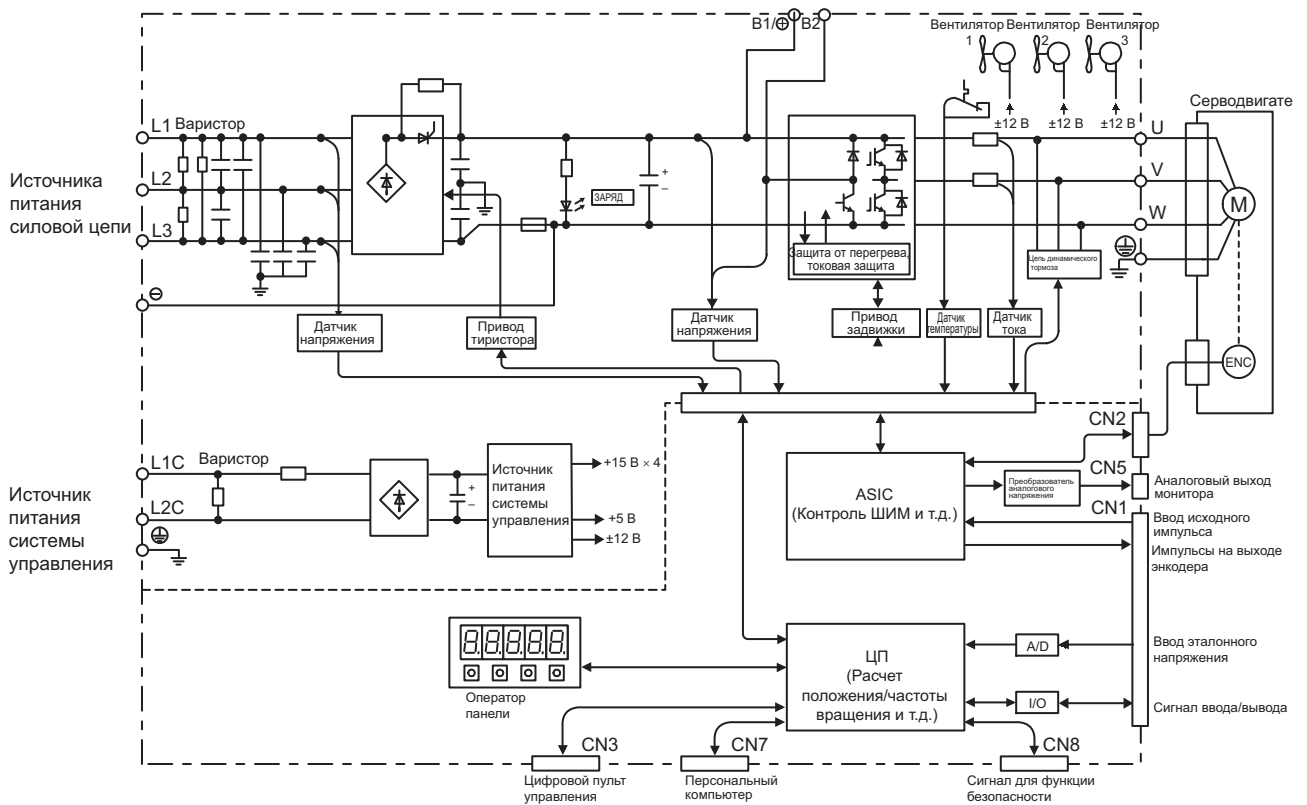 B1/⊕ B2
Вентилятор
1
Вентилятор
2
Вентилятор
3
±12 В
±12 В
±12 В
Серводвигате
L1
Варистор
L2
L3
Источника
питания
силовой цепи
⊖
+
–
ЗАРЯД
U
V
W
M
ENC
Защита от перегрева,
токовая защита
Цепь динамического
тормоза
Датчик
напряжения
Привод
тиристора
Датчик
напряжения
Привод
задвижки
Датчик
температуры
Датчик
тока
L1C
Варистор
L2C
Источник
питания
системы
управления
+
–
Источник
питания
системы
управления
+15 В × 4
+5 В
±12 В
ASIC
(Контроль ШИМ и т.д.)
Преобразователь
аналогового
напряжения
CN2
CN5
Аналоговый выход
монитора
CN1
Ввод исходного
импульса
Импульсы на выходе
энкодера
8.8.8.8.8.
Оператор
панели
ЦП
(Расчет
положения/частоты
вращения и т.д.)
A/D
Ввод эталонного
напряжения
I/O
Сигнал ввода/вывода
CN3
Цифровой пульт
управления
CN7
Персональный
компьютер
CN8
Сигнал для функции
безопасности